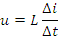 u = L Δi/Δt